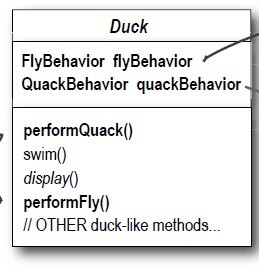 Duck
FlyBehavior flyBehavior
QuackBehavior quackBehavior
performQuack()
swim()
display()
performFly()
// OTHER duck-like methods...